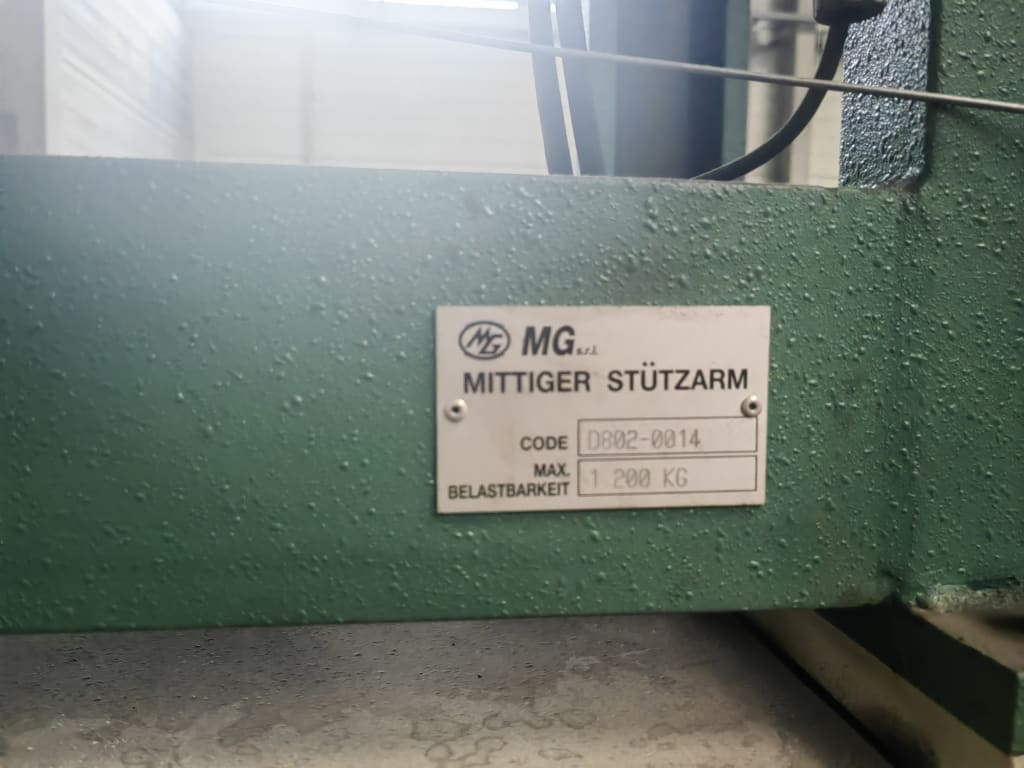 MG MG s.r.l.
MITTIGER STÜTZARM
CODE D802-0014
MAX. BELASTBARKEIT 1 200 KG